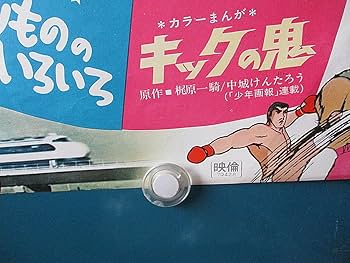 ものの
いろいろ
★カラーまんが★
キックの鬼
原作■梶原一騎/中城けんたろう
(「少年画報」連載)
映倫